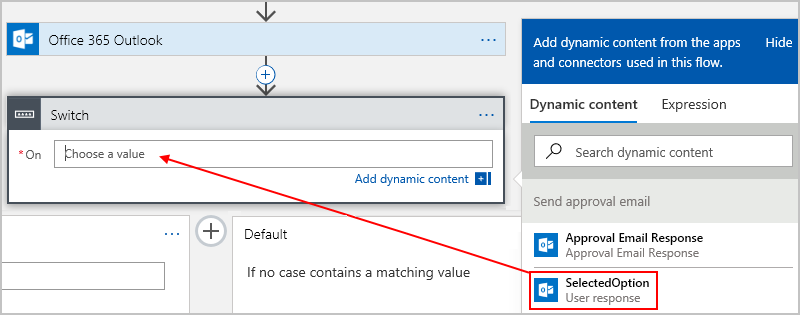 Office 365 Outlook
Switch
* On
Choose a value
Add dynamic content
Default
If no case contains a matching value
Add dynamic content from the apps
and connectors used in this flow.
Hide
Dynamic content
Expression
Search dynamic content
Send approval email
Approval Email Response
Approval Email Response
SelectedOption
User response